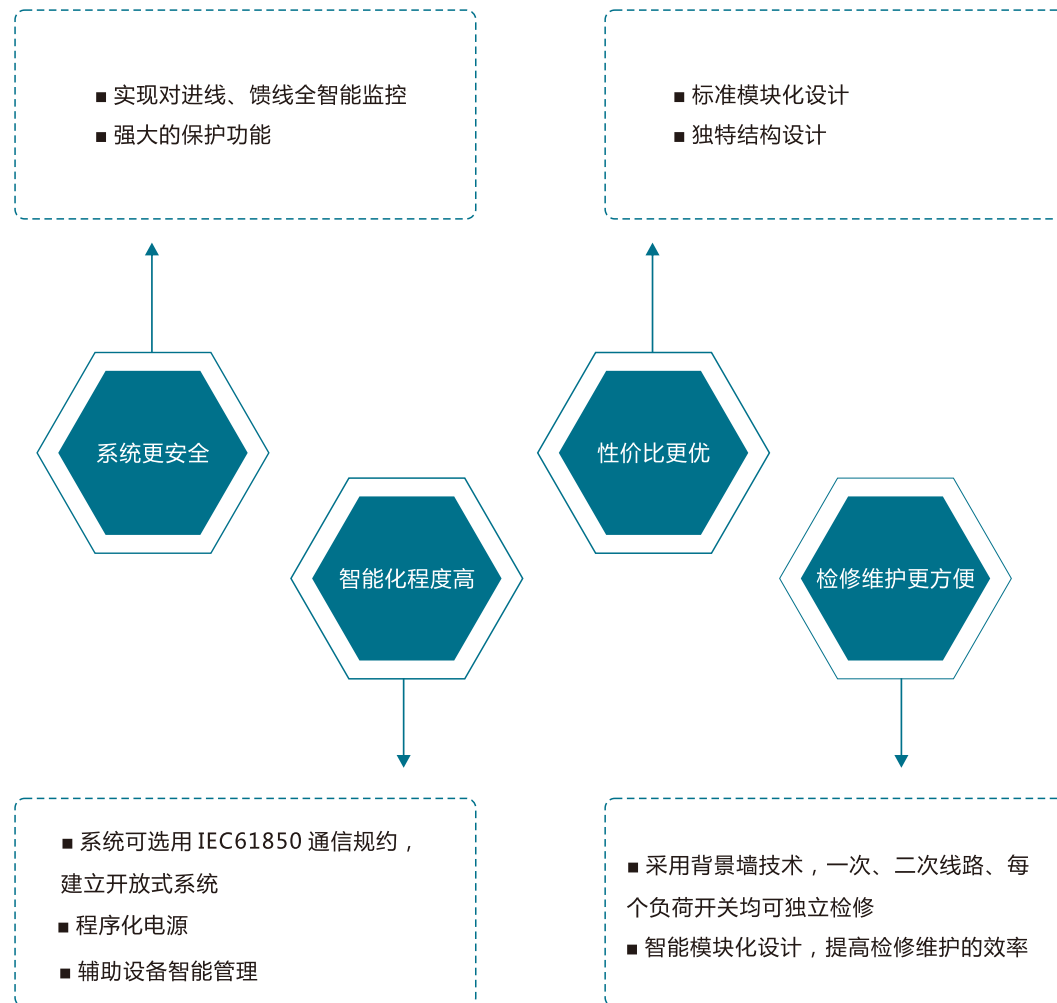 ■ 实现对进线、馈线全智能监控
■ 强大的保护功能
■ 标准模块化设计
■ 独特结构设计
系统更安全
性价比更优
智能化程度高
检修维护更方便
■ 系统可选用 IEC61850 通信规约，
建立开放式系统
■ 程序化电源
■ 辅助设备智能管理
■ 采用背景墙技术，一次、二次线路、每
个负荷开关均可独立检修
■ 智能模块化设计，提高检修维护的效率